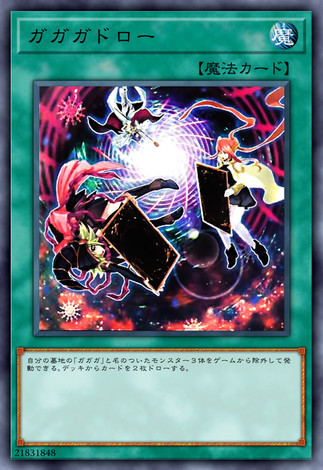 ガガガドロー
魔
【魔法カード】
自分の墓地の「ガガガ」と名のついたモンスター３体をゲームから除外して発
動できる。デッキからカードを２枚ドローする。
21831848